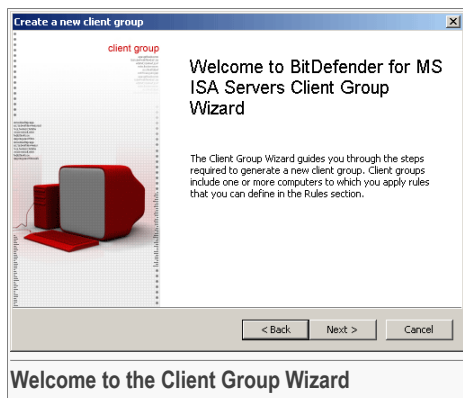 Create a new client group
client group
Welcome to BitDefender for MS
ISA Servers Client Group
Wizard
The Client Group Wizard guides you through the steps
required to generate a new client group. Client groups
include one or more computers to which you apply rules
that you can define in the Rules section.
< Back
Next >
Cancel
Welcome to the Client Group Wizard